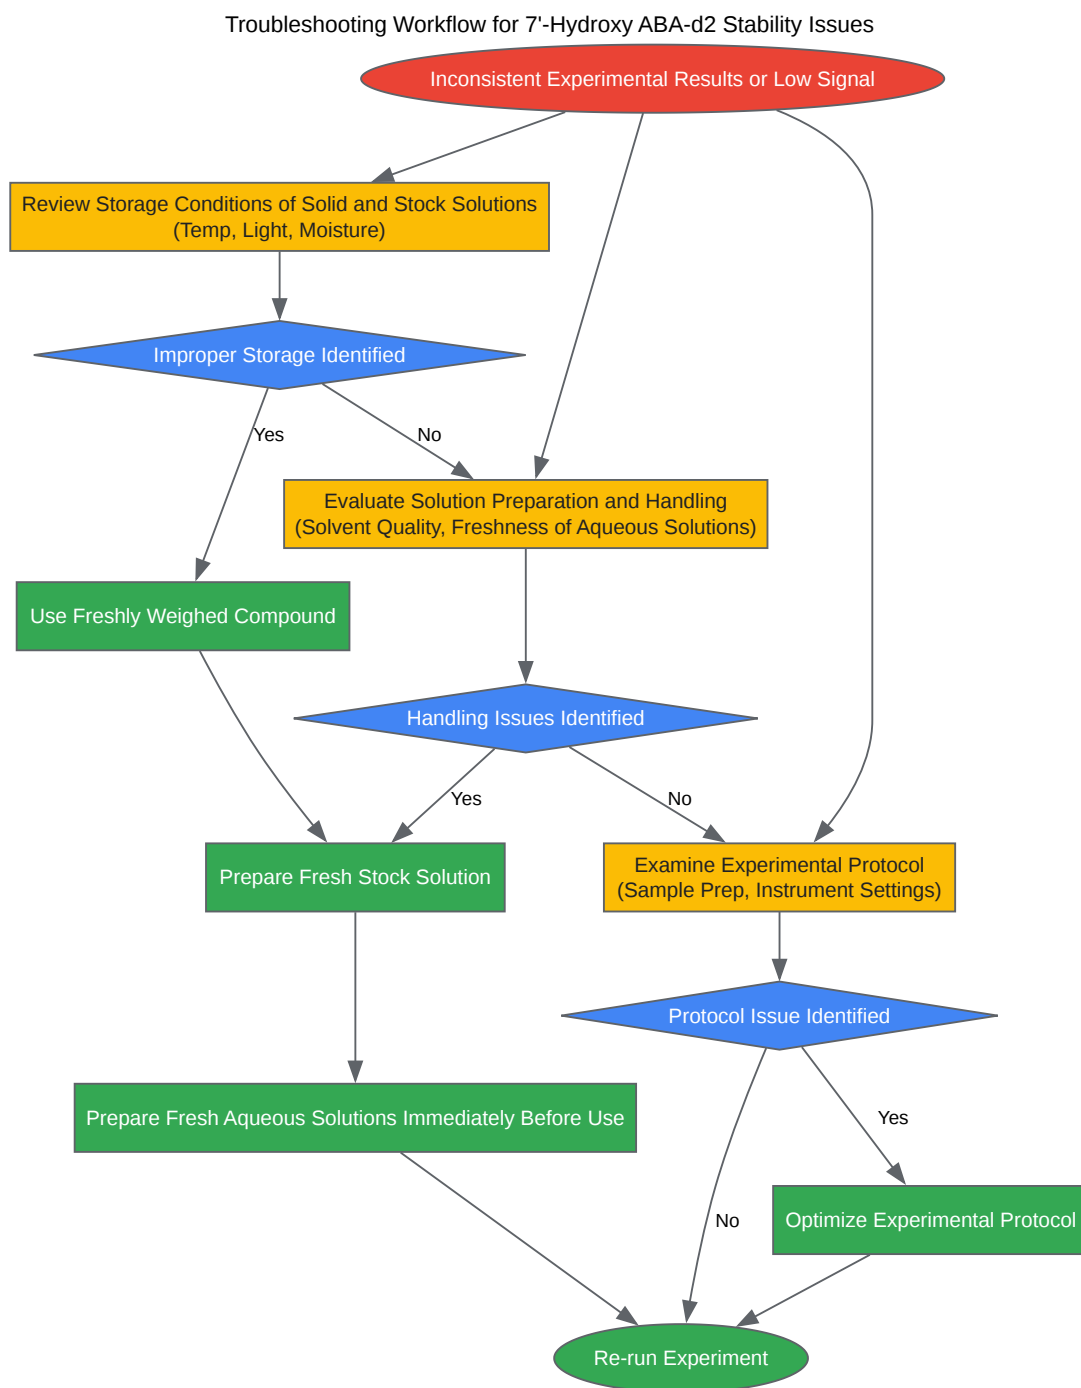 Troubleshooting Workflow for 7'-Hydroxy ABA-d2 Stability Issues
Inconsistent Experimental Results or Low Signal
Review Storage Conditions of Solid and Stock Solutions
(Temp, Light, Moisture)
Improper Storage Identified
Yes
No
Evaluate Solution Preparation and Handling
(Solvent Quality, Freshness of Aqueous Solutions)
Use Freshly Weighed Compound
Handling Issues Identified
Yes
No
Prepare Fresh Stock Solution
Examine Experimental Protocol
(Sample Prep, Instrument Settings)
Protocol Issue Identified
Prepare Fresh Aqueous Solutions Immediately Before Use
Yes
No
Optimize Experimental Protocol
Re-run Experiment